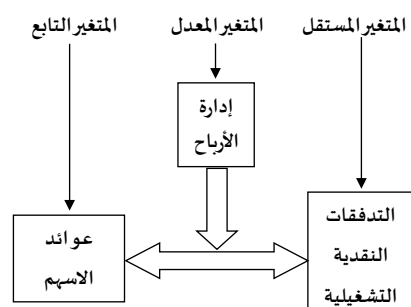 المتغير المستقل
المتغير المعدل
المتغير التابع
إدارة
الأرباح
التدفقات
النقدية
التشغيلية
عوائد
الاسهم